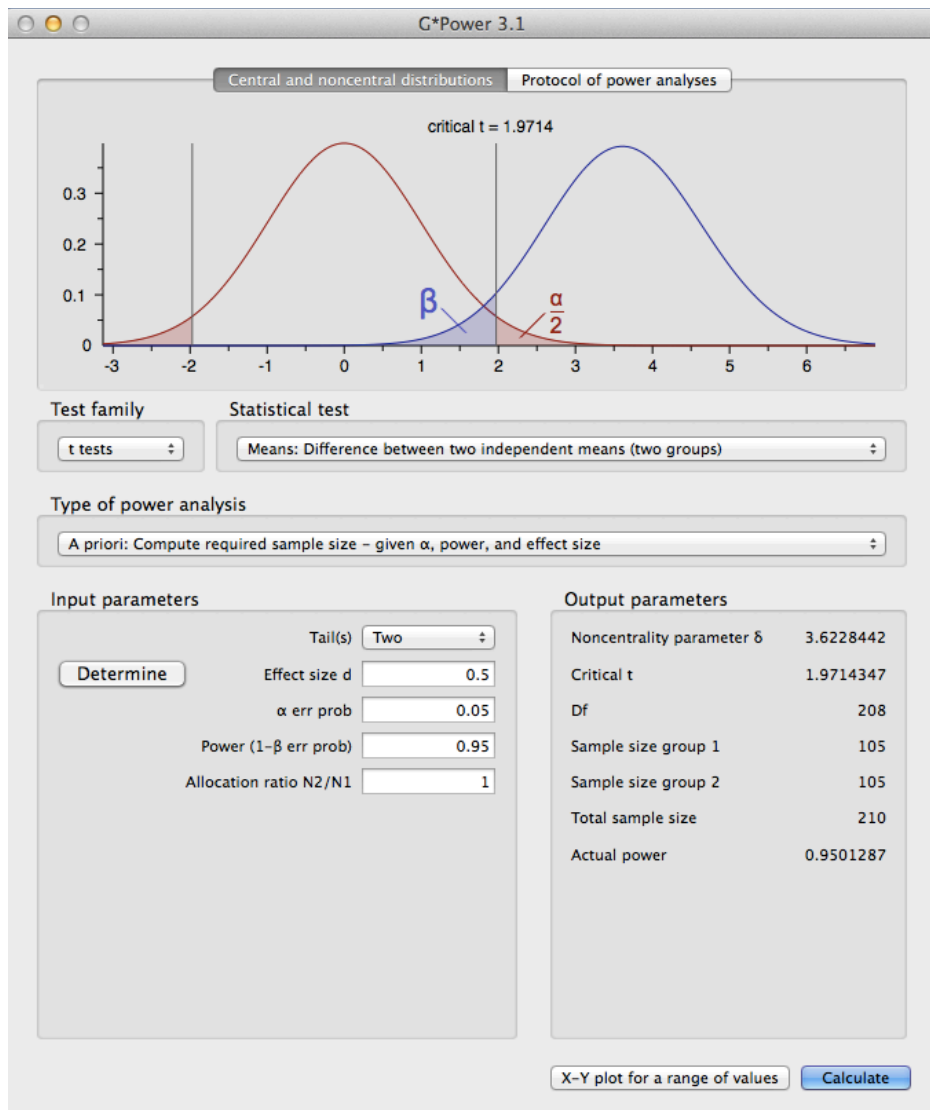 G*Power 3.1
Central and noncentral distributions Protocol of power analyses
critical t = 1.9714
0.3
0.2
0.1
0
β
α
2
-3 -2 -1 0 1 2 3 4 5 6
Test family Statistical test
t tests Means: Difference between two independent means (two groups)
Type of power analysis
A priori: Compute required sample size – given α, power, and effect size
Input parameters Output parameters
Tail(s) Two Noncentrality parameter δ 3.6228442
Determine Effect size d 0.5 Critical t 1.9714347
α err prob 0.05 Df 208
Power (1-β err prob) 0.95 Sample size group 1 105
Allocation ratio N2/N1 1 Sample size group 2 105
Total sample size 210
Actual power 0.9501287
X-Y plot for a range of values Calculate